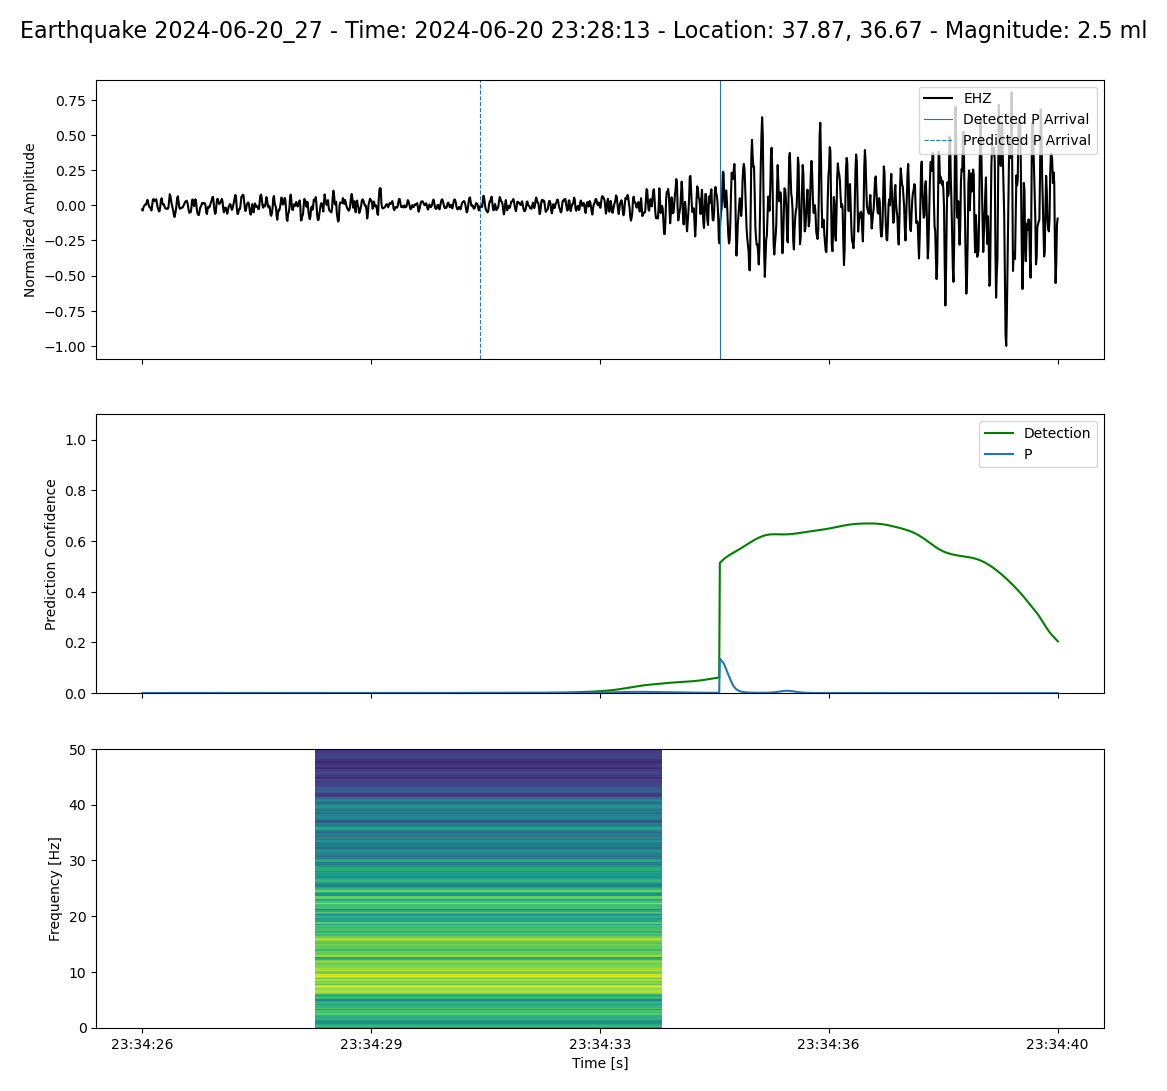 Earthquake 2024-06-20_27 - Time: 2024-06-20 23:28:13 - Location: 37.87, 36.67 - Magnitude: 2.5 ml
Normalized Amplitude
0.75
0.50
0.25
0.00
−0.25
−0.50
−0.75
−1.00
EHZ
Detected P Arrival
Predicted P Arrival
Prediction Confidence
1.0
0.8
0.6
0.4
0.2
0.0
Detection
P
Frequency [Hz]
50
40
30
20
10
0
23:34:26 23:34:29 23:34:33 23:34:36 23:34:40
Time [s]